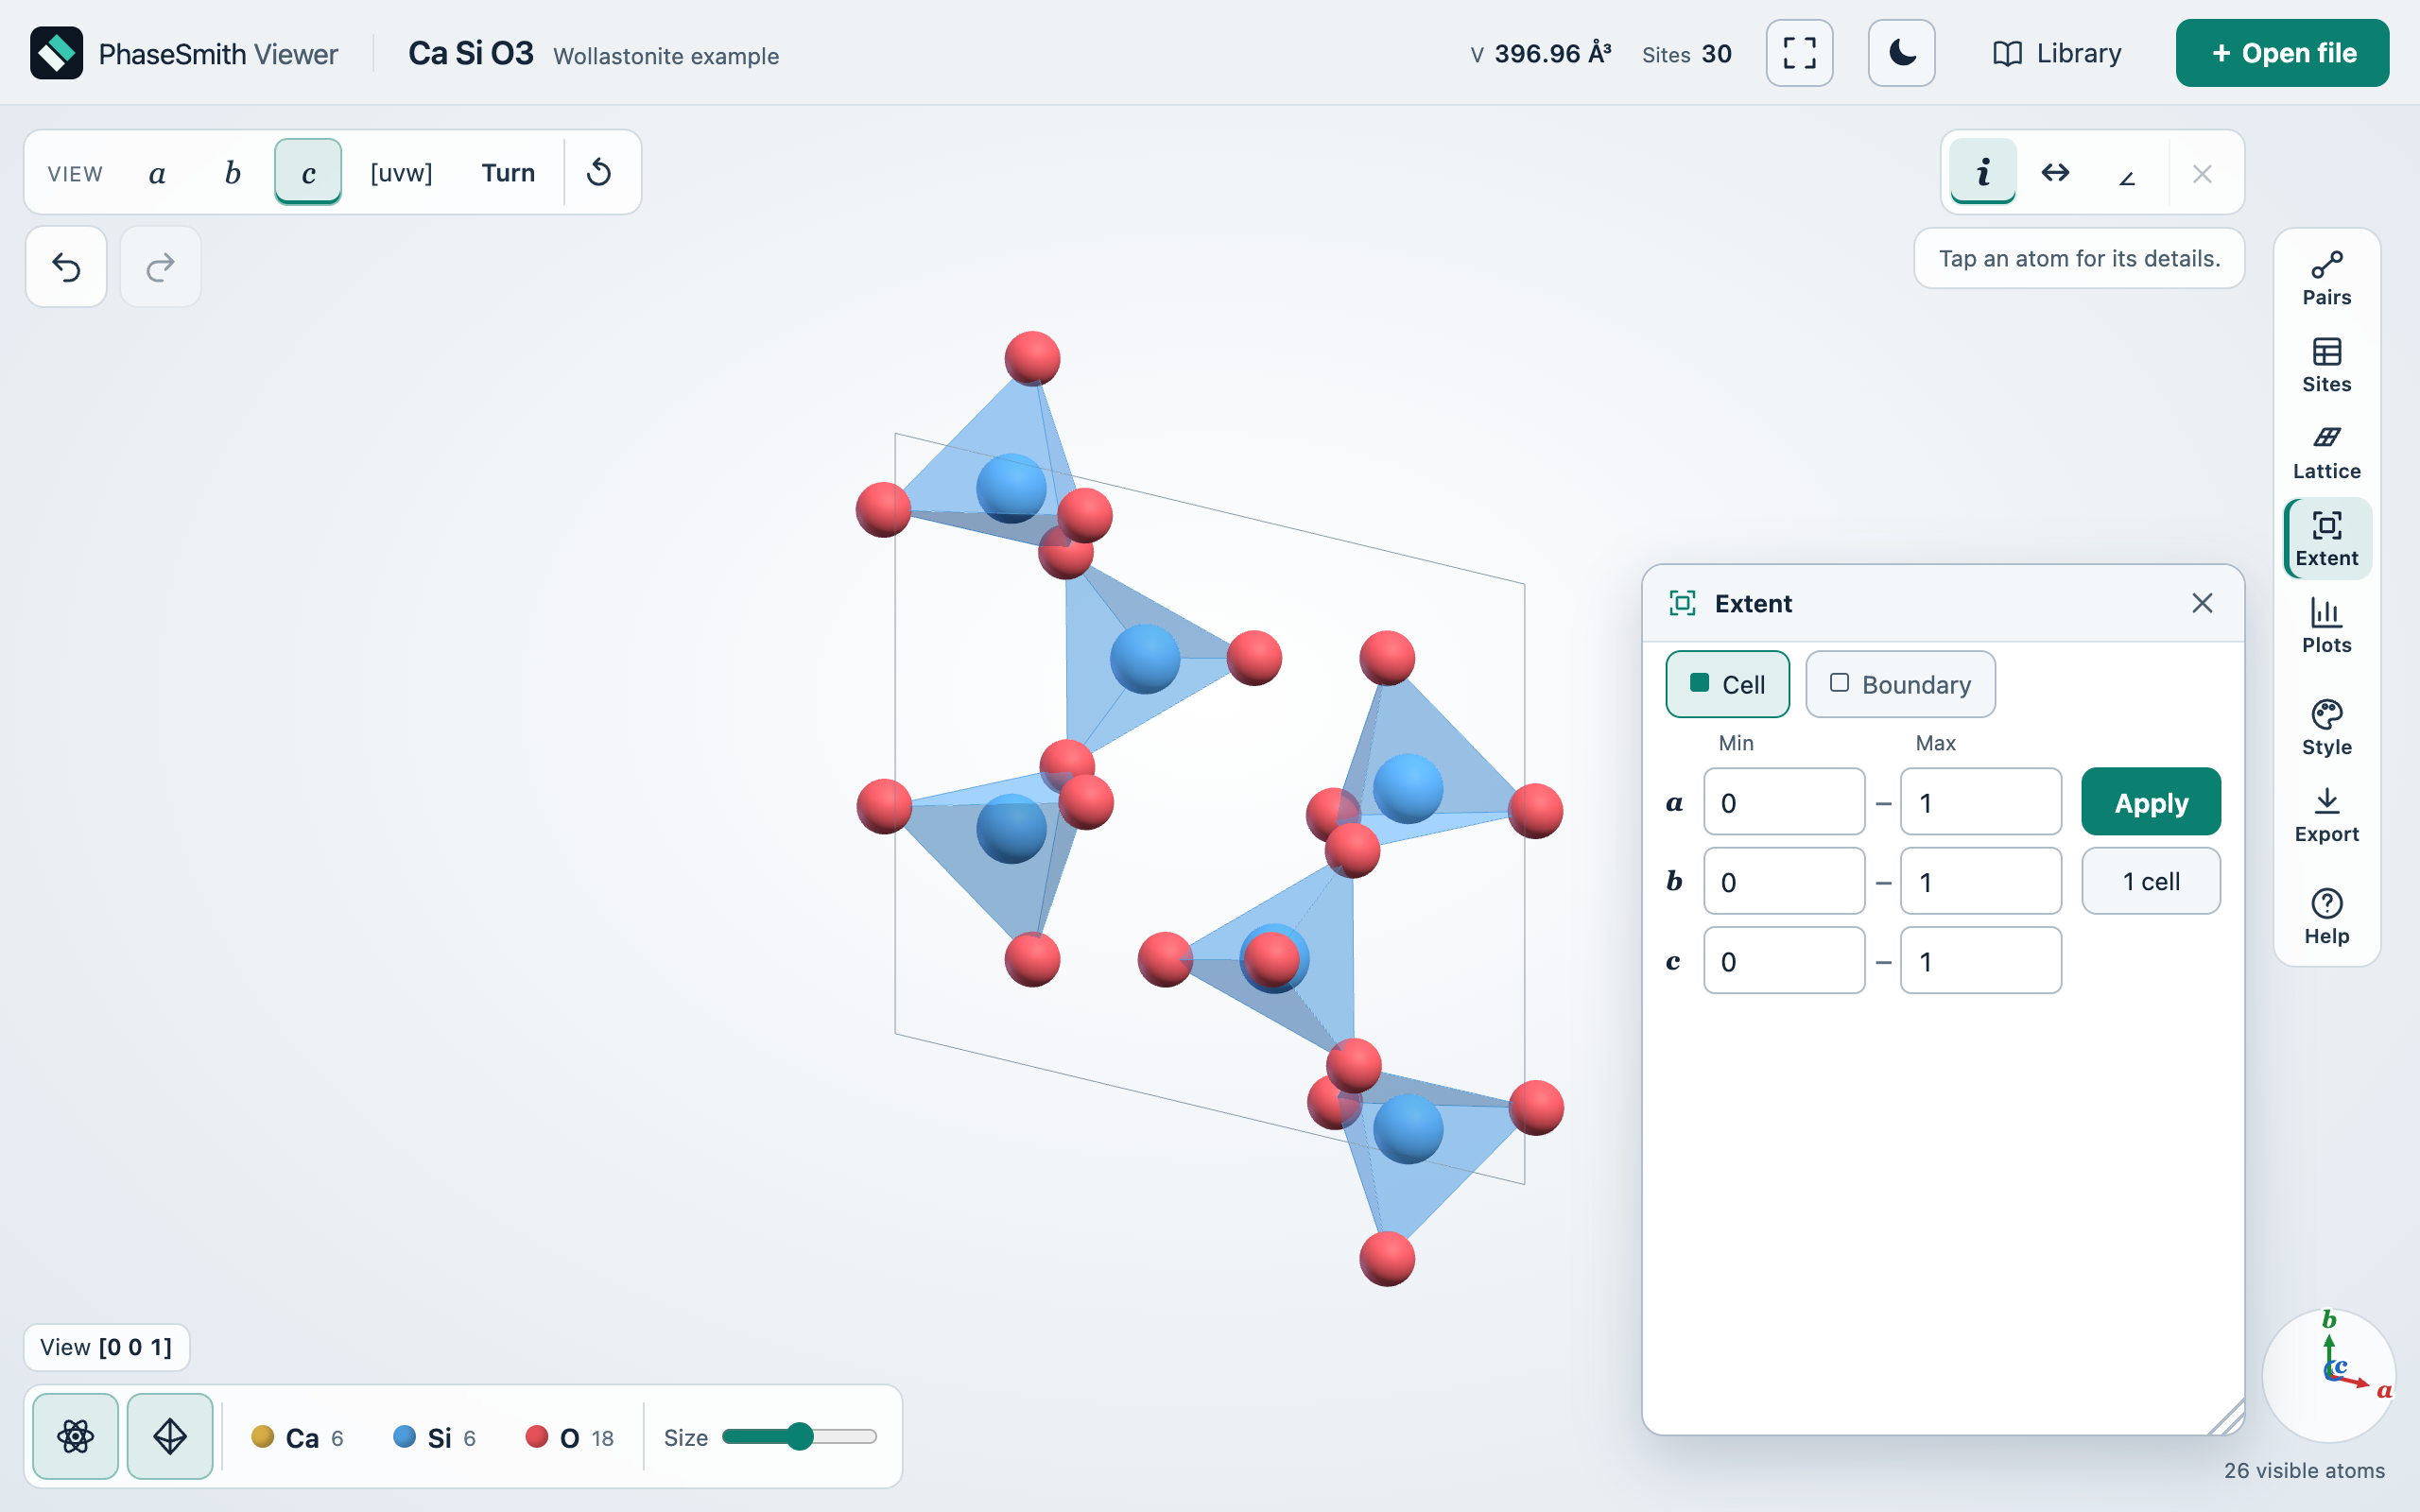 PhaseSmith Viewer
Ca Si O3 Wollastonite example
V 396.96 Å³ Sites 30
Library
+ Open file
VIEW a b c [uvw] Turn
i
Tap an atom for its details.
Pairs
Sites
Lattice
Extent
Plots
Style
Export
Help
Extent
Cell Boundary
Min Max
a 0 – 1 Apply
b 0 – 1 1 cell
c 0 – 1
View [0 0 1]
Ca 6 Si 6 O 18 Size
b
c
a
26 visible atoms